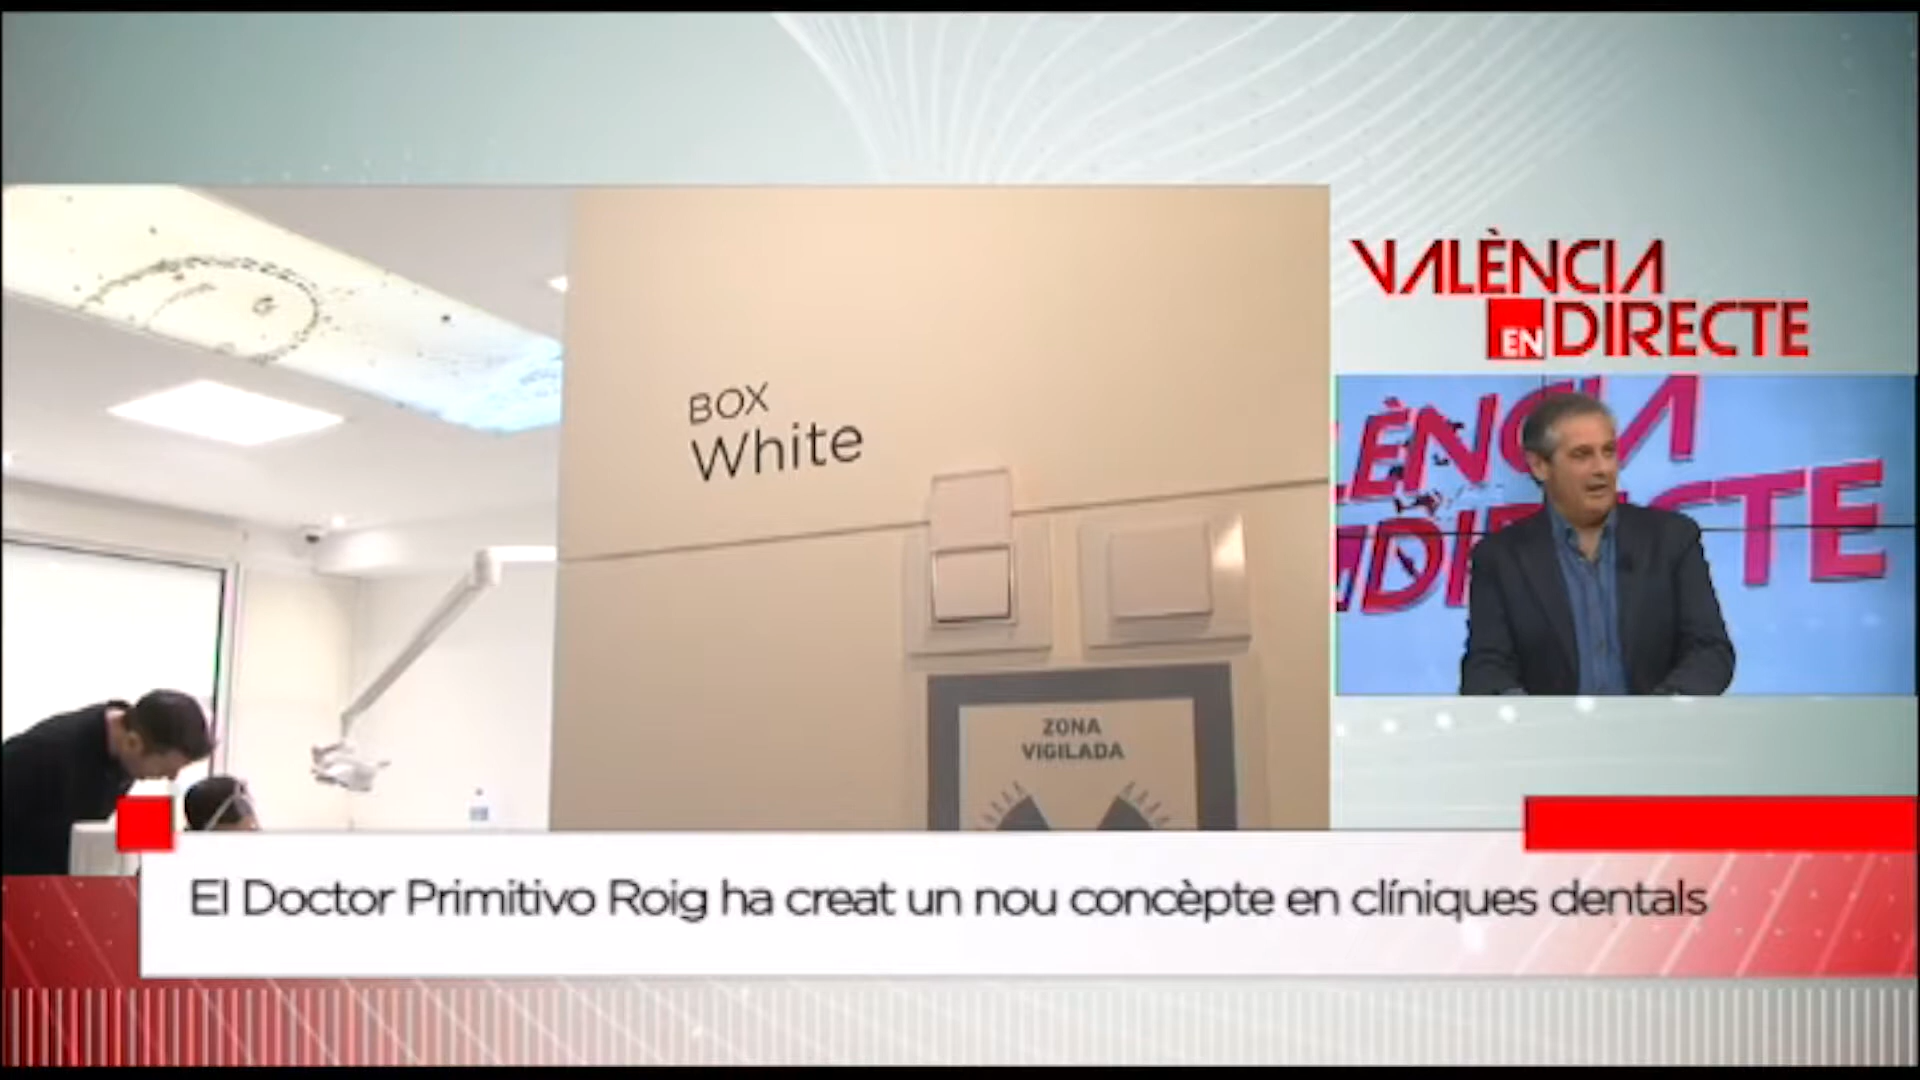 VALÈNCIA
EN DIRECTE
BOX
White
LÈNCIA
ZONA
VIGILADA
El Doctor Primitivo Roig ha creat un nou concèpte en clíniques dentals